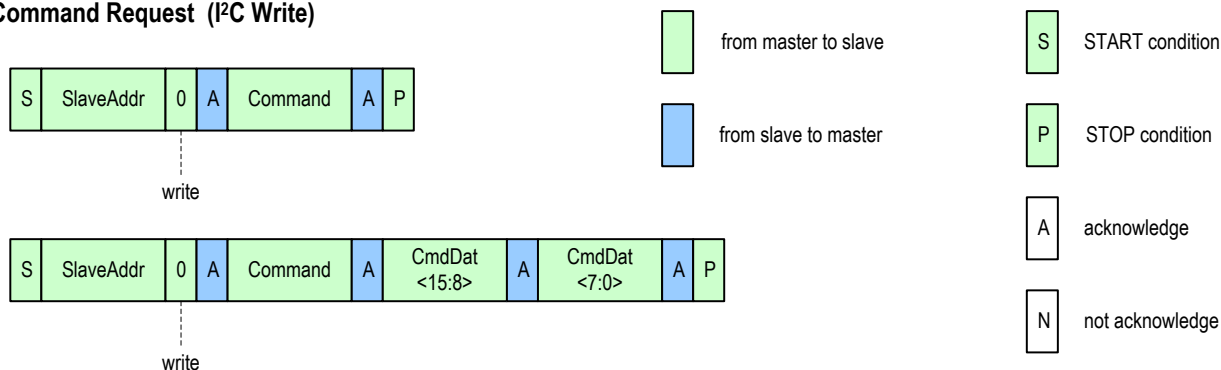 Command Request (I²C Write)
S SlaveAddr 0 A Command A P
write
S SlaveAddr 0 A Command A CmdDat <15:8> A CmdDat <7:0> A P
write
from master to slave
from slave to master
S START condition
P STOP condition
A acknowledge
N not acknowledge